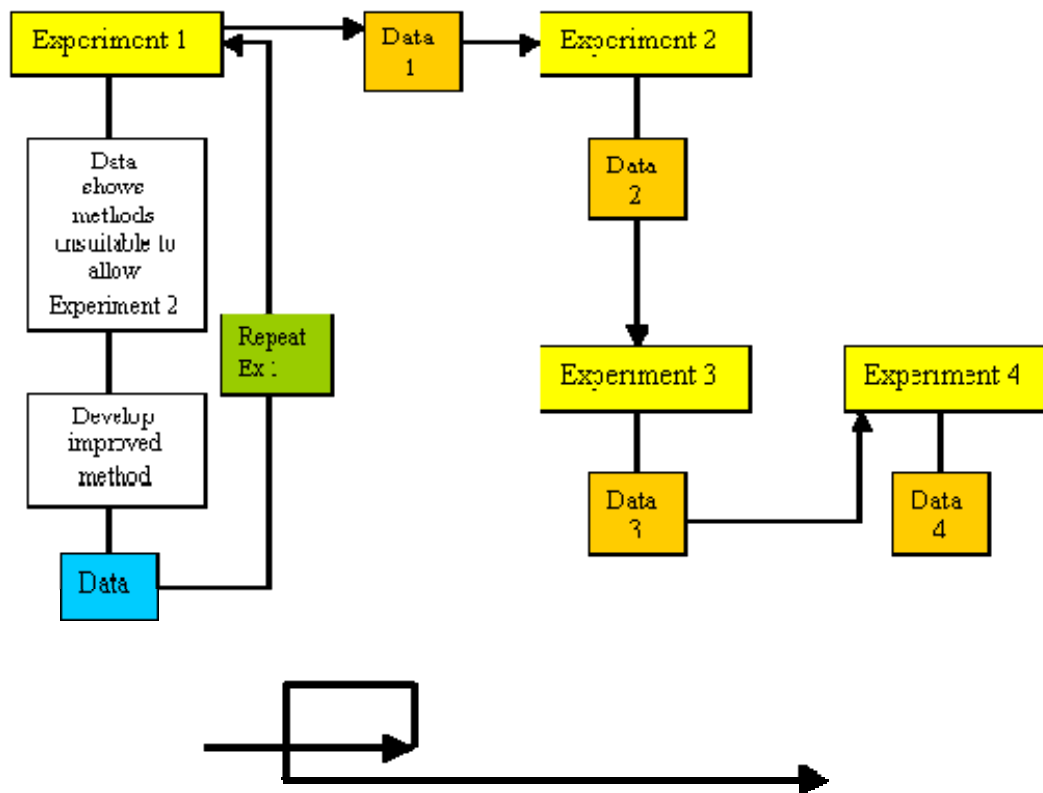 Experiment 1
Data
1
Experiment 2
Data
shows
methods
unsuitable to
allow
Experiment 2
Data
2
Repeat
Ex 1
Experiment 3
Experiment 4
Develop
improved
method
Data
3
Data
4
Data